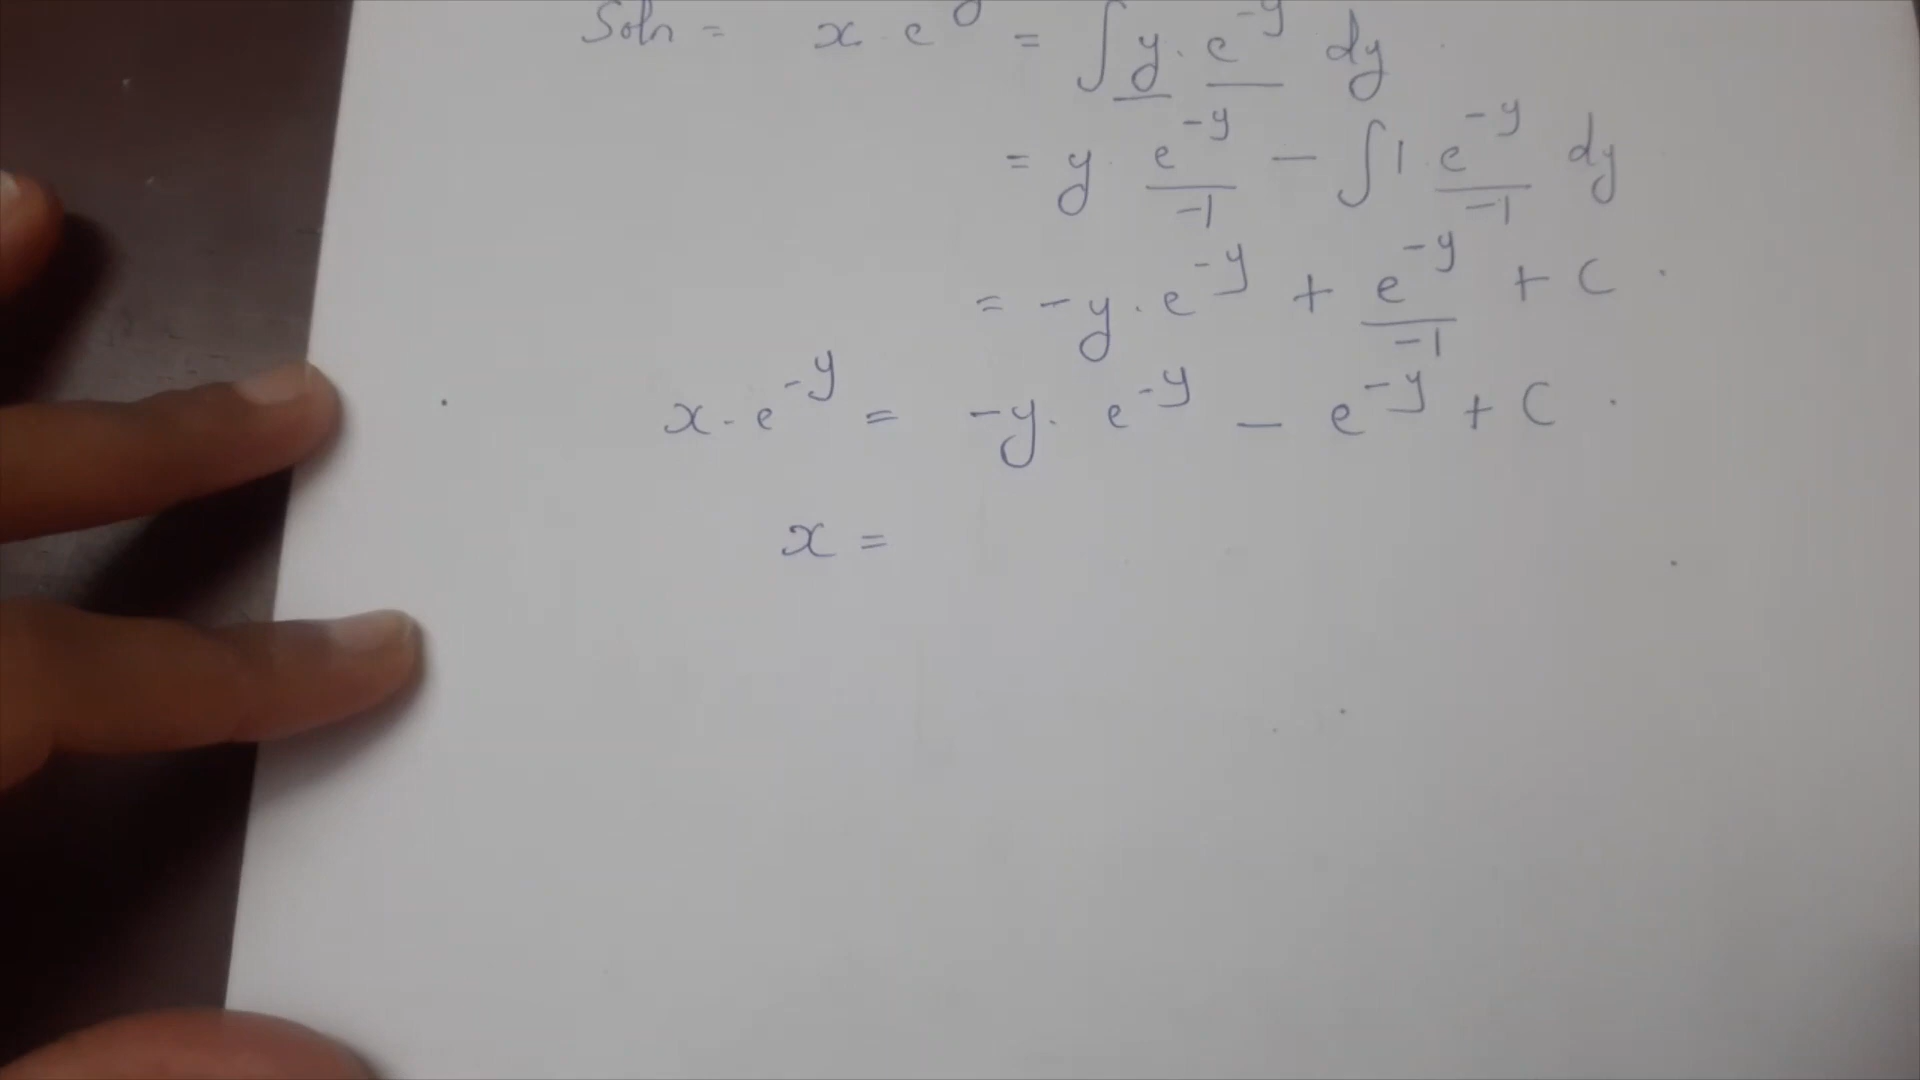 Soln = x · e^y = ∫ y · e^-y dy
= y · e^-y/-1 - ∫ 1 · e^-y/-1 dy
= -y · e^-y + e^-y/-1 + C
x · e^-y = -y · e^-y - e^-y + C
x =